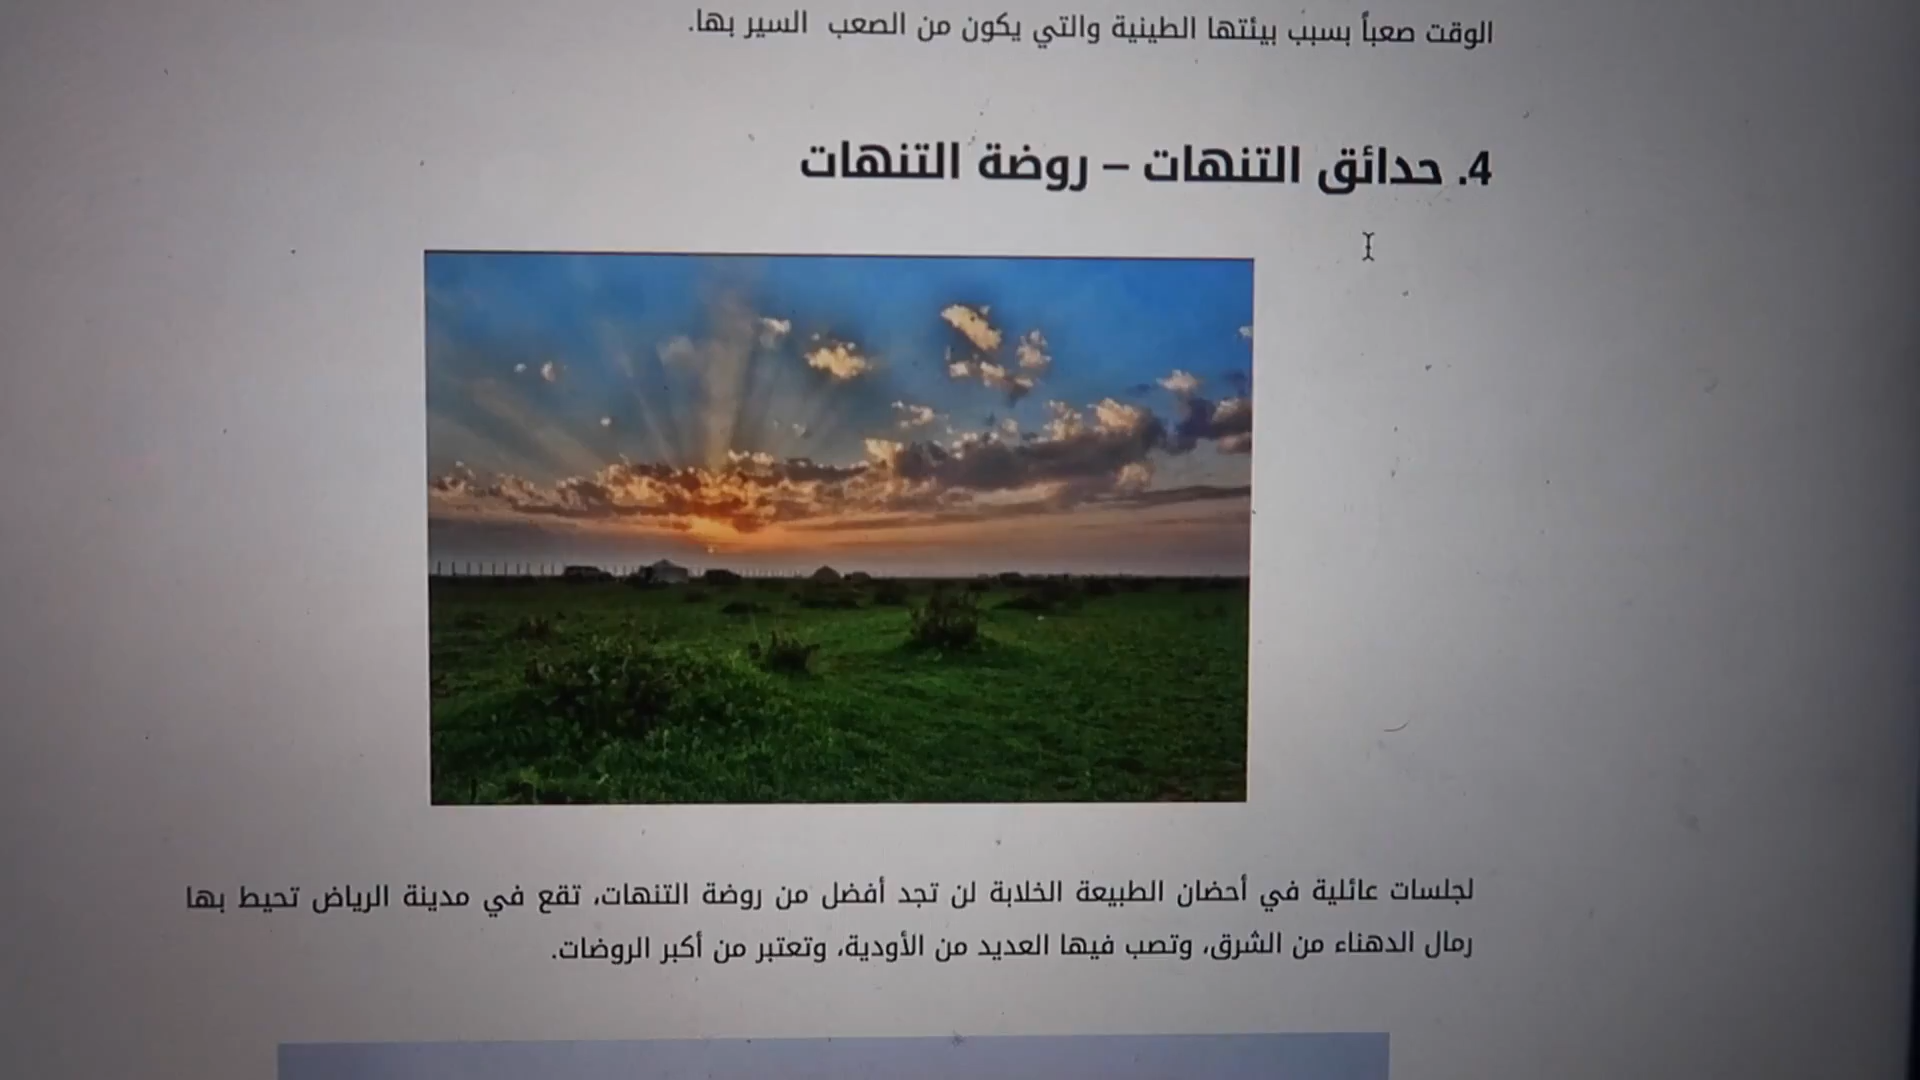 الوقت صعباً بسبب بيئتها الطينية والتي يكون من الصعب السير بها.
4. حدائق التنهات – روضة التنهات
لجلسات عائلية في أحضان الطبيعة الخلابة لن تجد أفضل من روضة التنهات، تقع في مدينة الرياض تحيط بها
رمال الدهناء من الشرق، وتصب فيها العديد من الأودية، وتعتبر من أكبر الروضات.